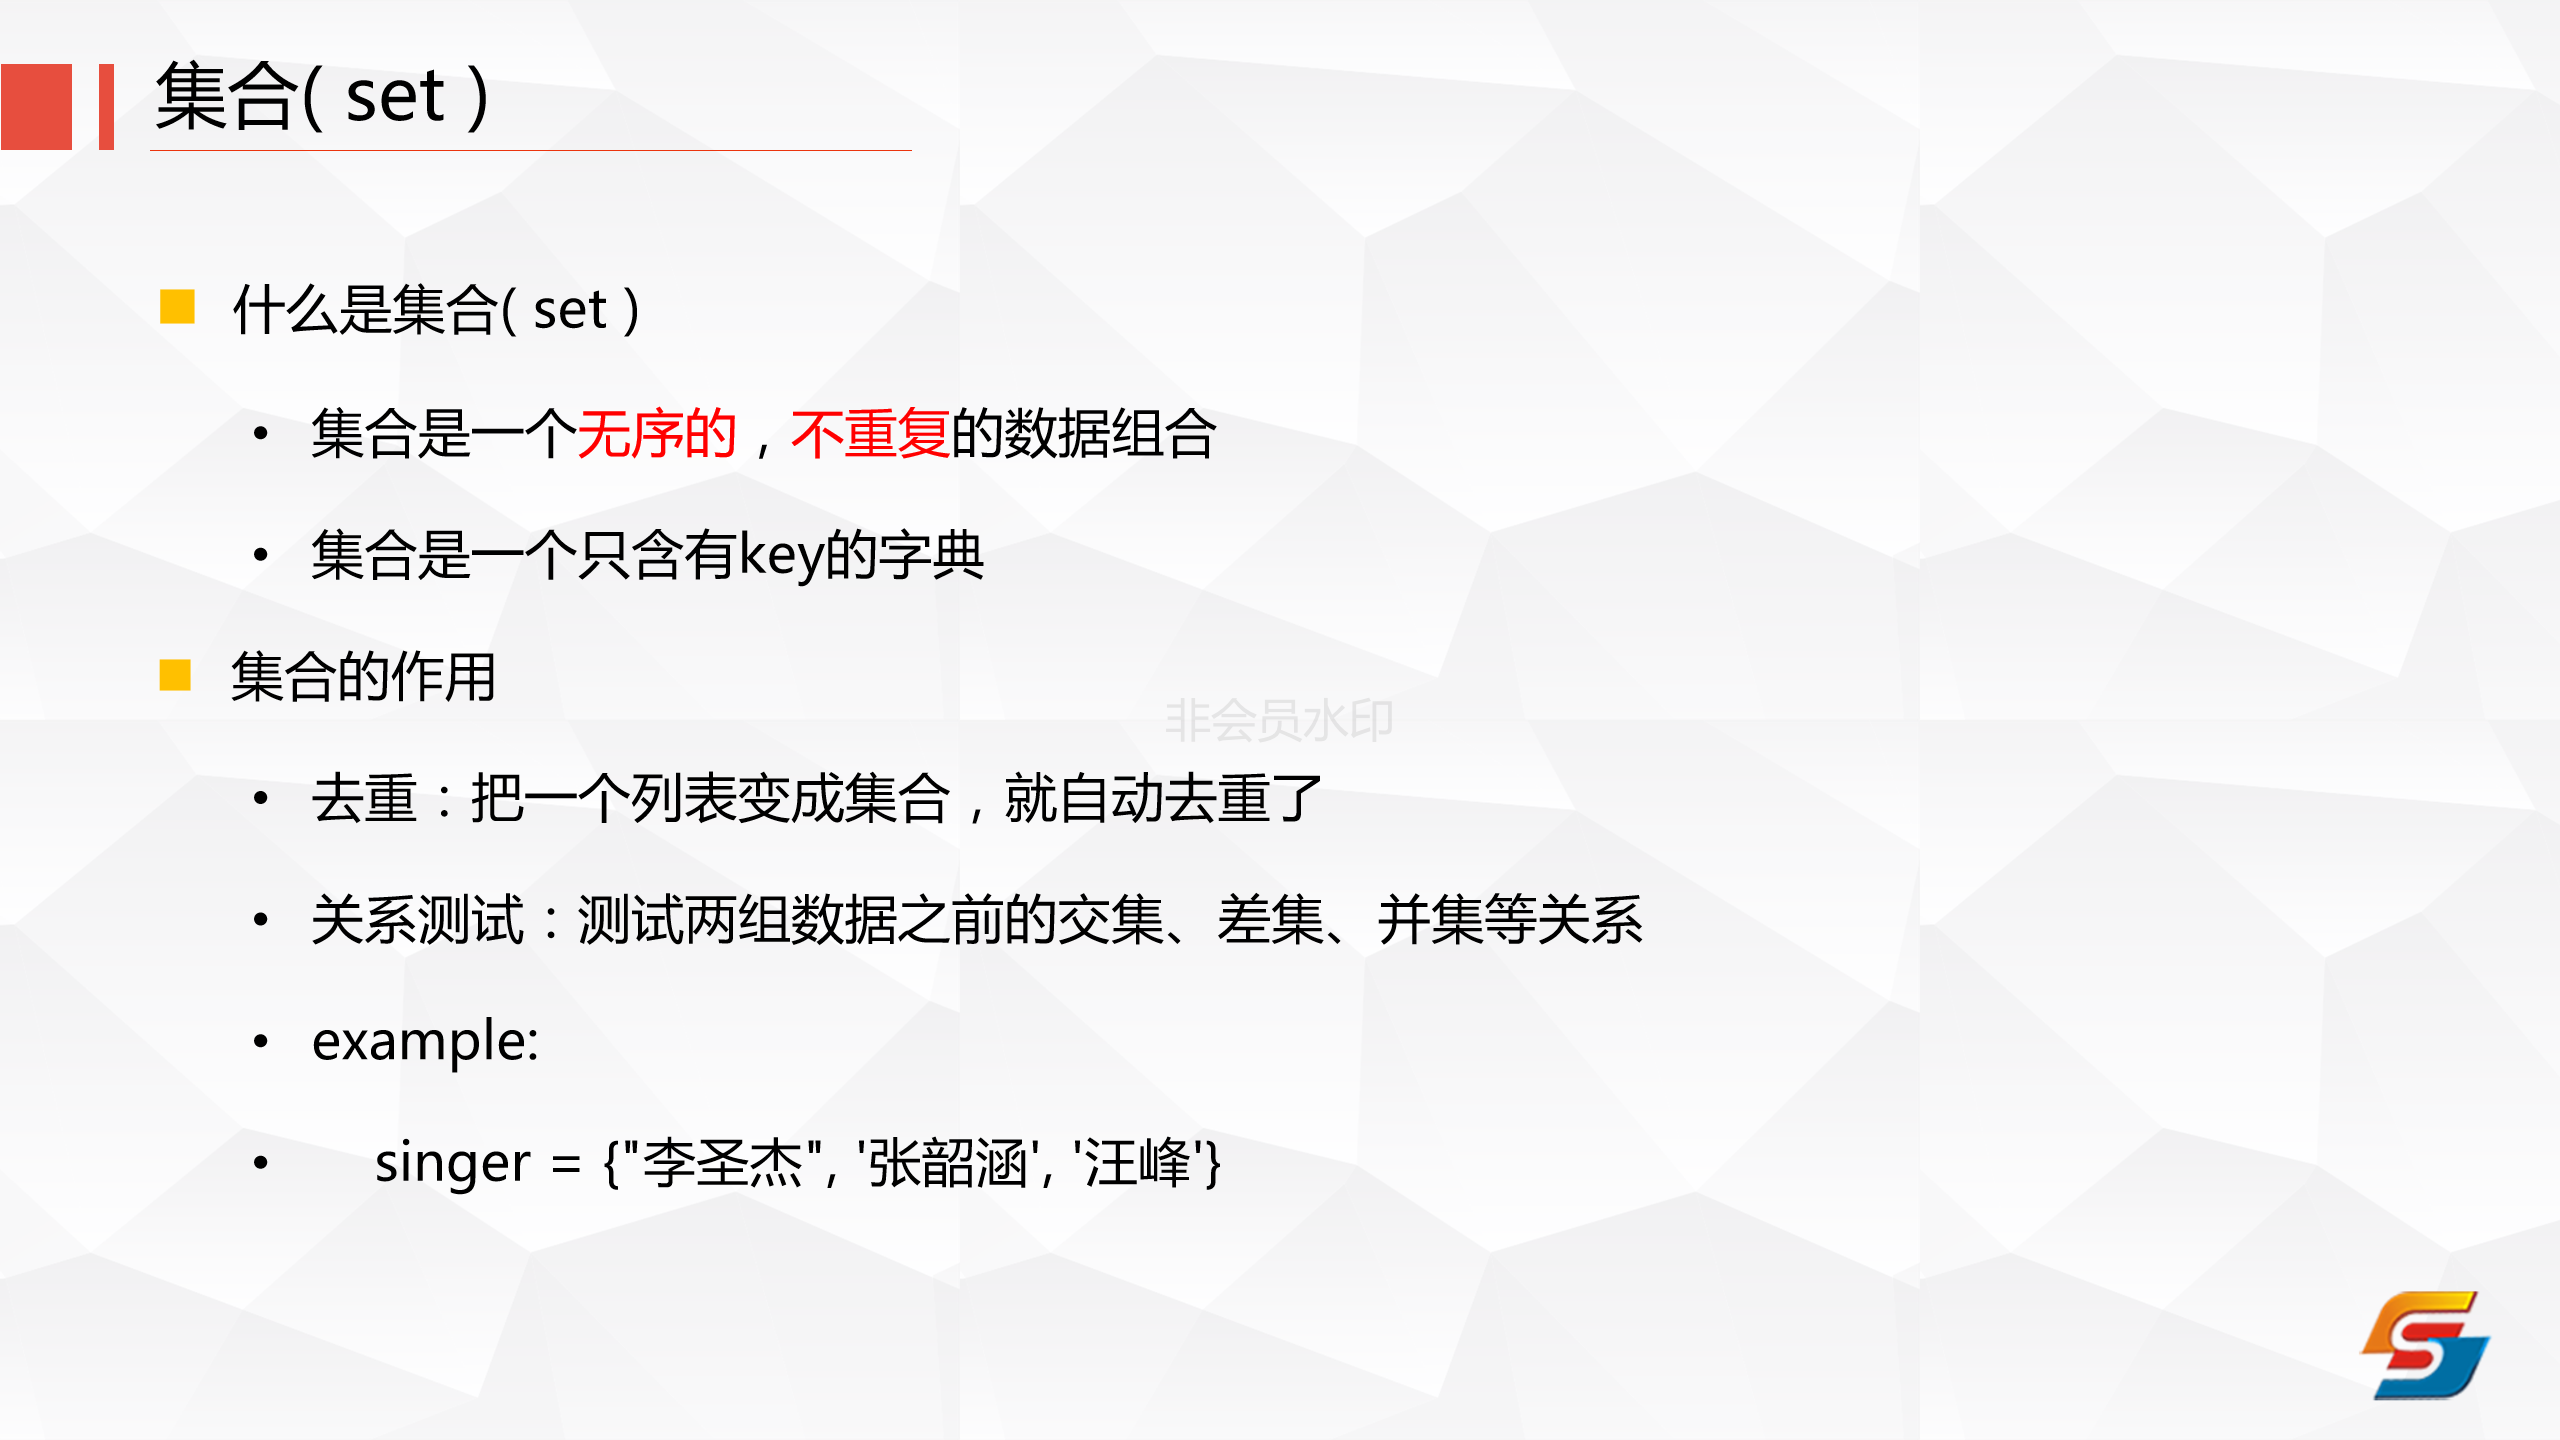 集合( set )
什么是集合( set )
• 集合是一个无序的，不重复的数据组合
• 集合是一个只含有key的字典
集合的作用
非会员水印
• 去重：把一个列表变成集合，就自动去重了
• 关系测试：测试两组数据之前的交集、差集、并集等关系
• example:
• singer = {"李圣杰", '张韶涵', '汪峰'}